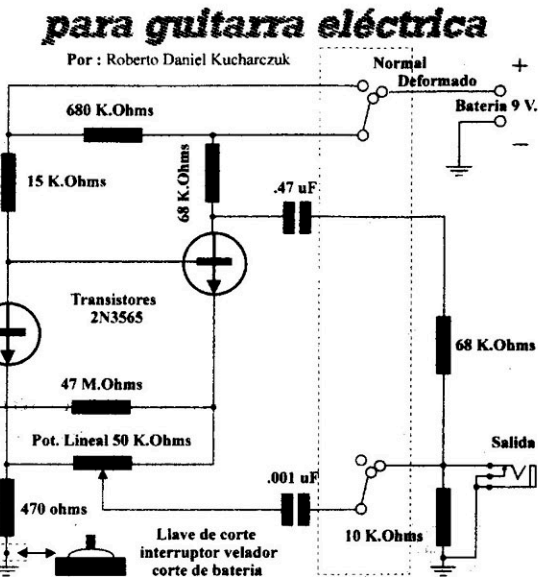 para guitarra eléctrica
Por : Roberto Daniel Kucharczuk
Normal
Deformado
+
Bateria 9 V.
−
680 K.Ohms
15 K.Ohms
68 K.Ohms
.47 uF
Transistores
2N3565
68 K.Ohms
47 M.Ohms
Pot. Lineal 50 K.Ohms
Salida
.001 uF
470 ohms
10 K.Ohms
Llave de corte
interruptor velador
corte de bateria